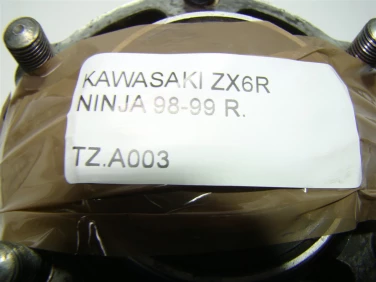 KAWASAKI ZX6R
NINJA 98-99 R.
TZ.A003